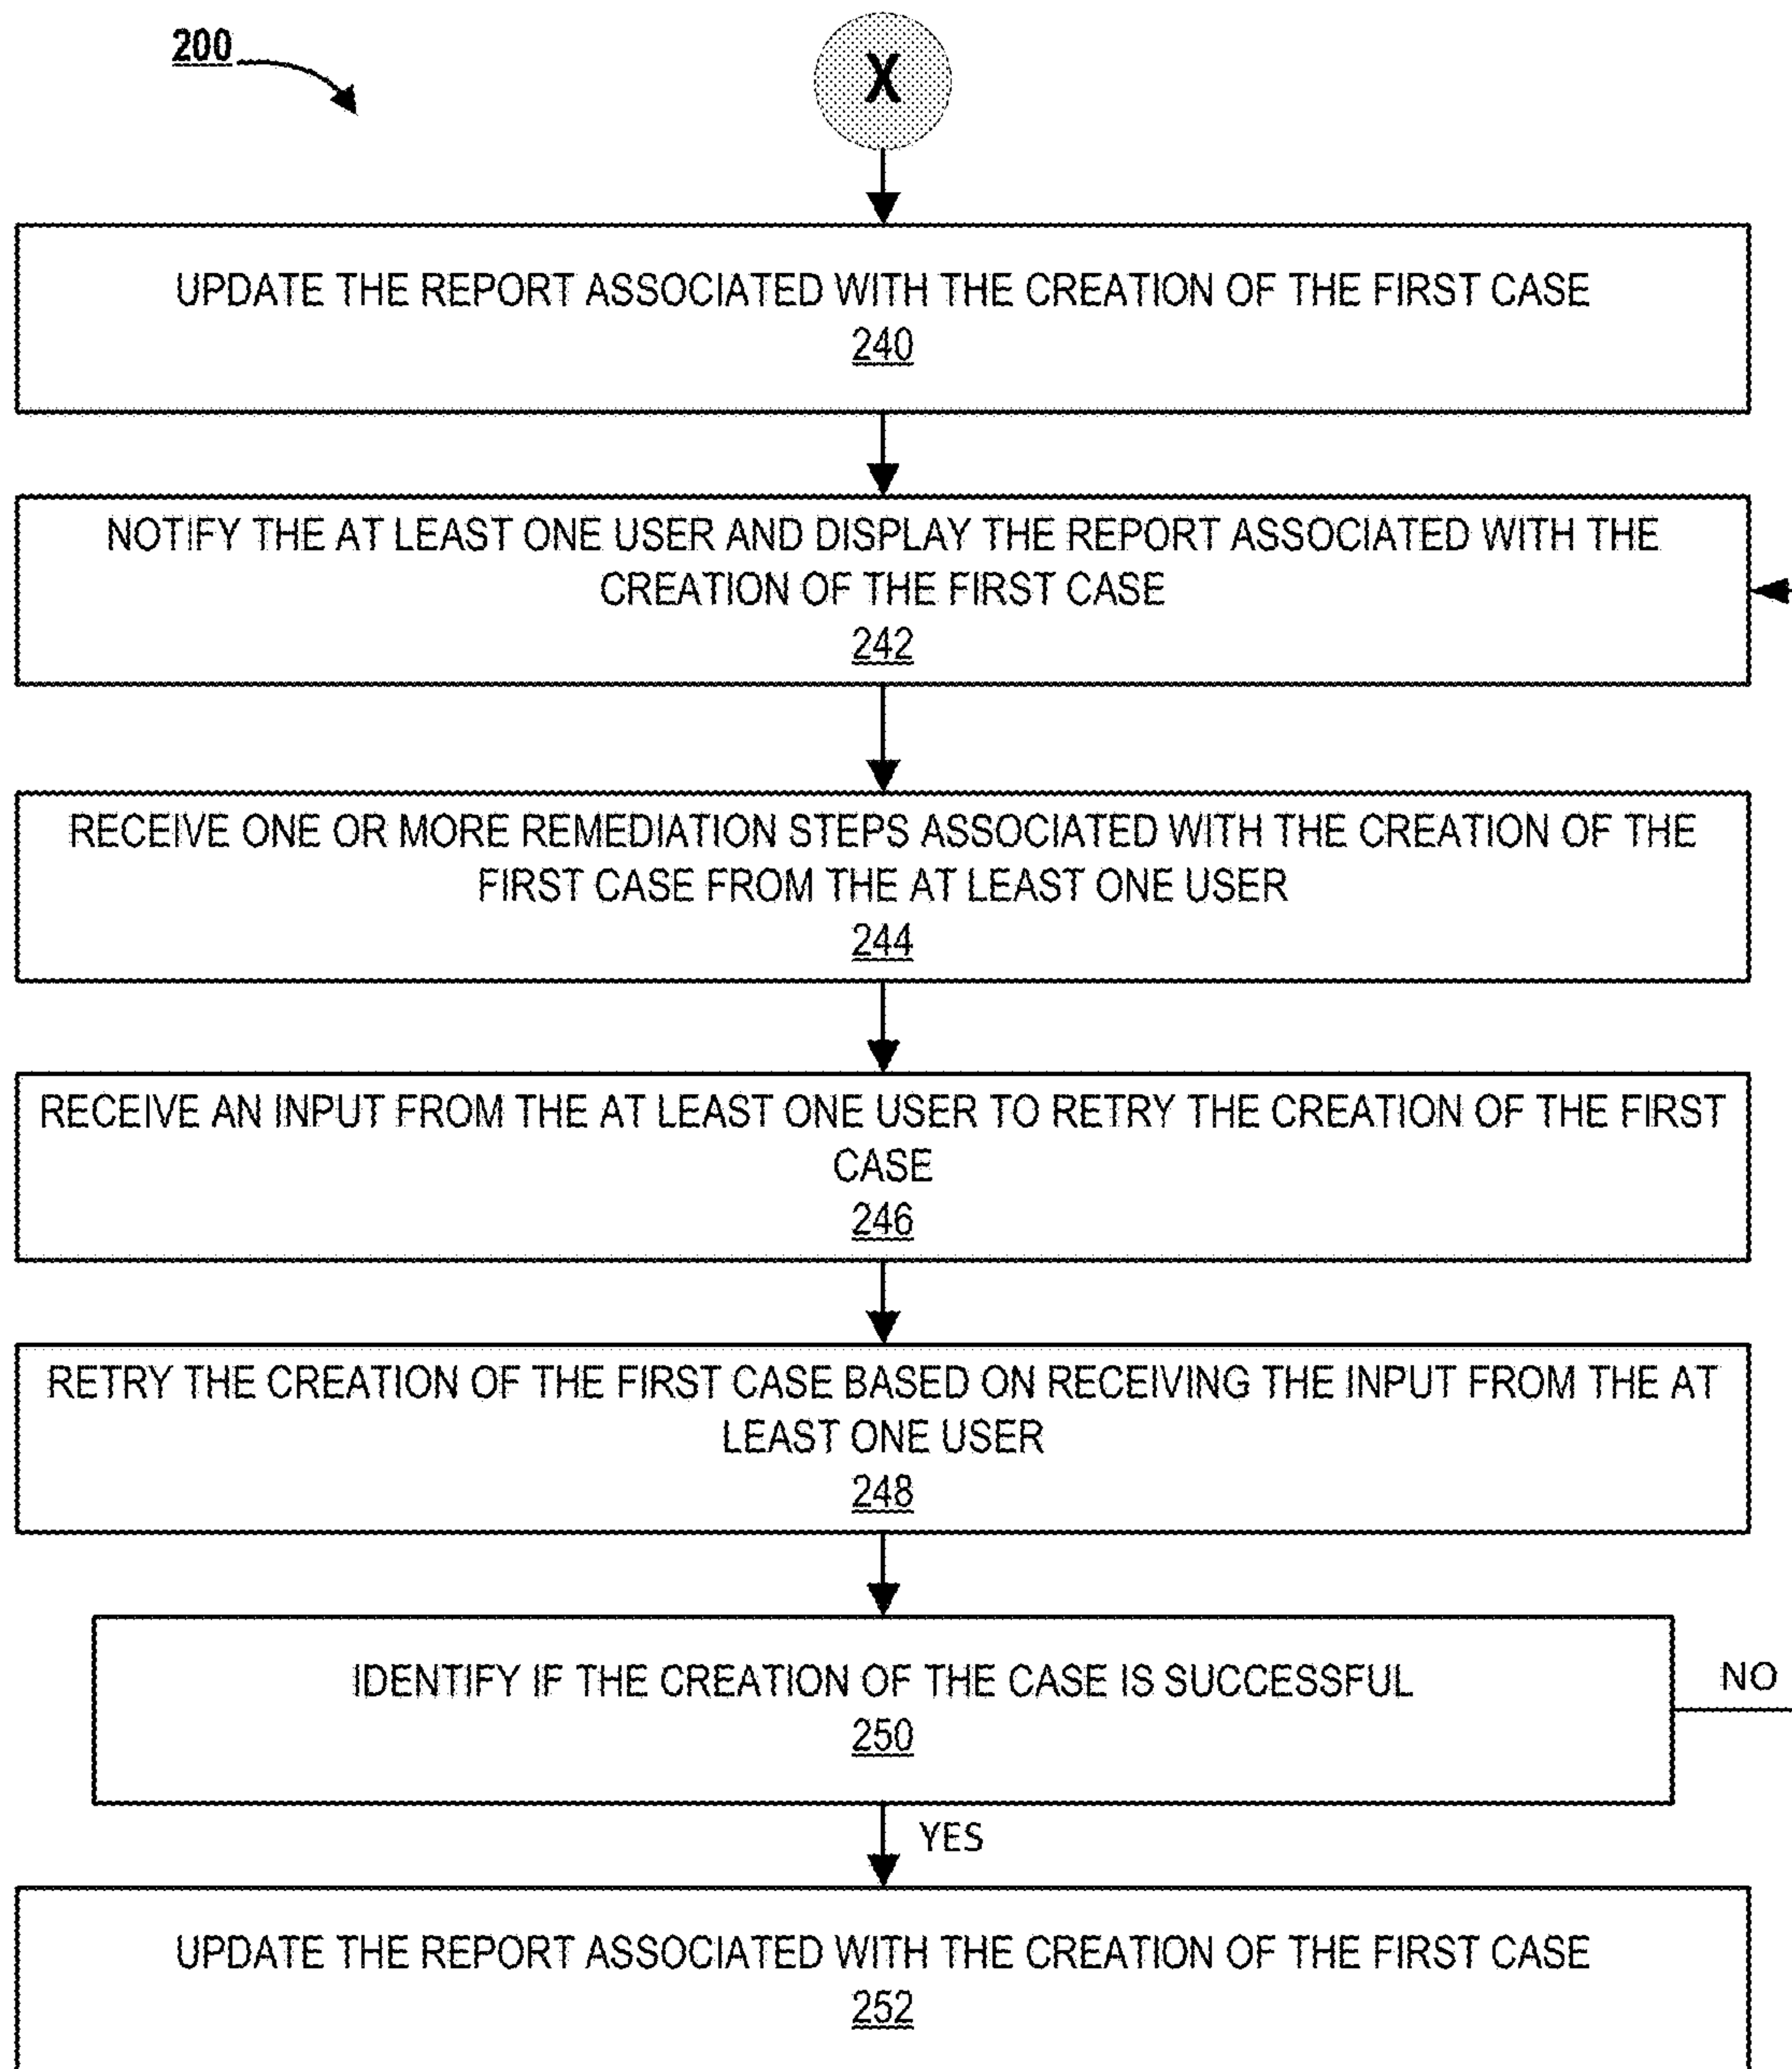 200
X
UPDATE THE REPORT ASSOCIATED WITH THE CREATION OF THE FIRST CASE
240
NOTIFY THE AT LEAST ONE USER AND DISPLAY THE REPORT ASSOCIATED WITH THE
CREATION OF THE FIRST CASE
242
RECEIVE ONE OR MORE REMEDIATION STEPS ASSOCIATED WITH THE CREATION OF THE
FIRST CASE FROM THE AT LEAST ONE USER
244
RECEIVE AN INPUT FROM THE AT LEAST ONE USER TO RETRY THE CREATION OF THE FIRST
CASE
246
RETRY THE CREATION OF THE FIRST CASE BASED ON RECEIVING THE INPUT FROM THE AT
LEAST ONE USER
248
IDENTIFY IF THE CREATION OF THE CASE IS SUCCESSFUL
250
NO
YES
UPDATE THE REPORT ASSOCIATED WITH THE CREATION OF THE FIRST CASE
252